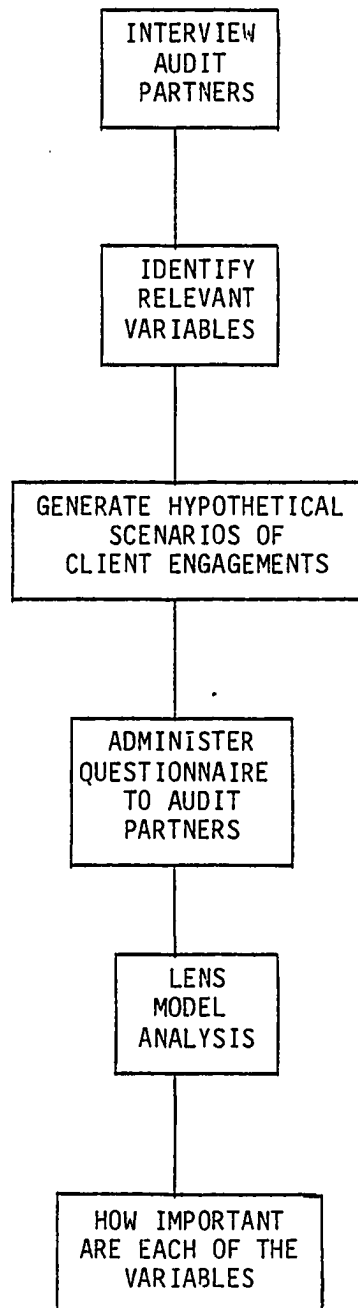 INTERVIEW
AUDIT
PARTNERS
IDENTIFY
RELEVANT
VARIABLES
GENERATE HYPOTHETICAL
SCENARIOS OF
CLIENT ENGAGEMENTS
ADMINISTER
QUESTIONNAIRE
TO AUDIT
PARTNERS
LENS
MODEL
ANALYSIS
HOW IMPORTANT
ARE EACH OF THE
VARIABLES